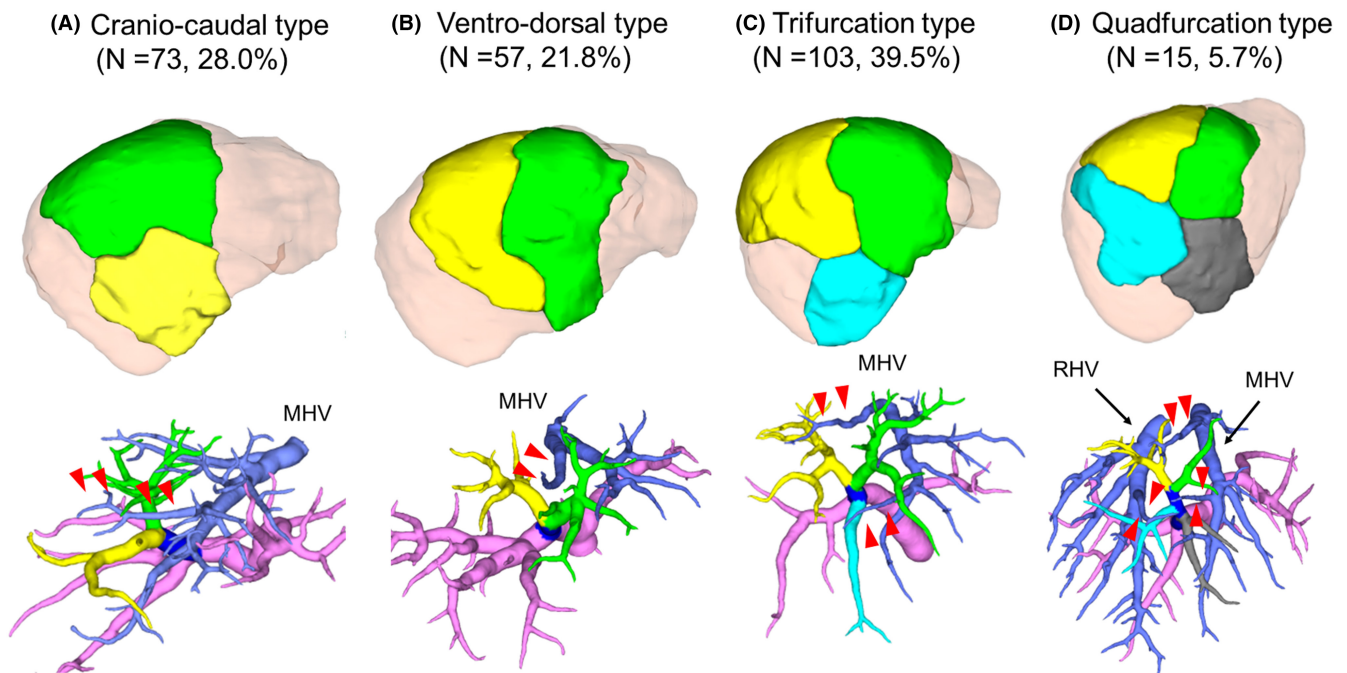 (A) Cranio-caudal type
(N =73, 28.0%)
(B) Ventro-dorsal type
(N =57, 21.8%)
(C) Trifurcation type
(N =103, 39.5%)
(D) Quadfurcation type
(N =15, 5.7%)
MHV
MHV
MHV
RHV
MHV